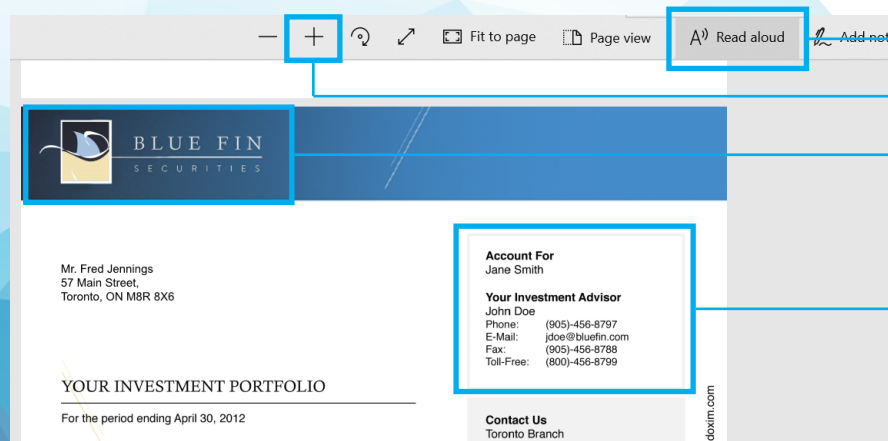 Fit to page
Page view
A Read aloud
Add not
BLUE FIN
SECURITIES
Mr. Fred Jennings
57 Main Street,
Toronto, ON M8R 8X6
Account For
Jane Smith
Your Investment Advisor
John Doe
Phone: (905)-456-8797
E-Mail: jdoe@bluefin.com
Fax: (905)-456-8788
Toll-Free: (800)-456-8799
YOUR INVESTMENT PORTFOLIO
For the period ending April 30, 2012
Contact Us
Toronto Branch
doxim.com